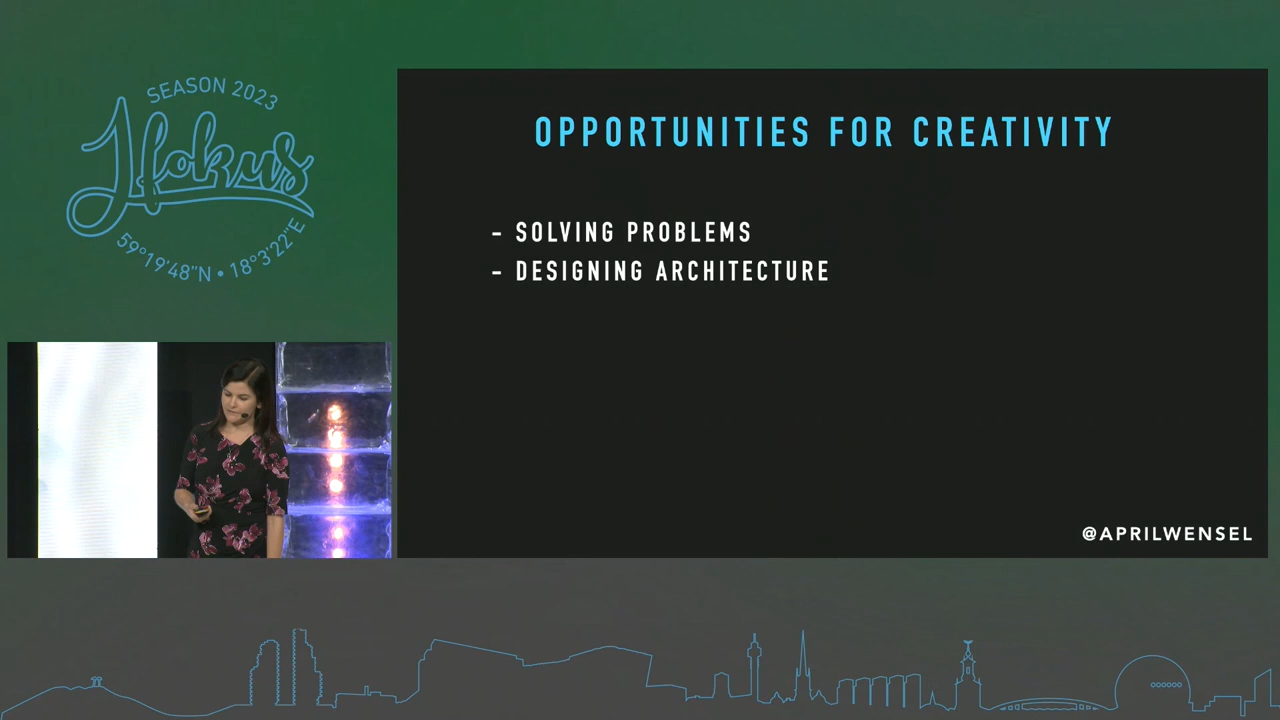 SEASON 2023
Hokus
59°19'48"N • 18°3'22"E
OPPORTUNITIES FOR CREATIVITY
- SOLVING PROBLEMS
- DESIGNING ARCHITECTURE
@APRILWENSEL